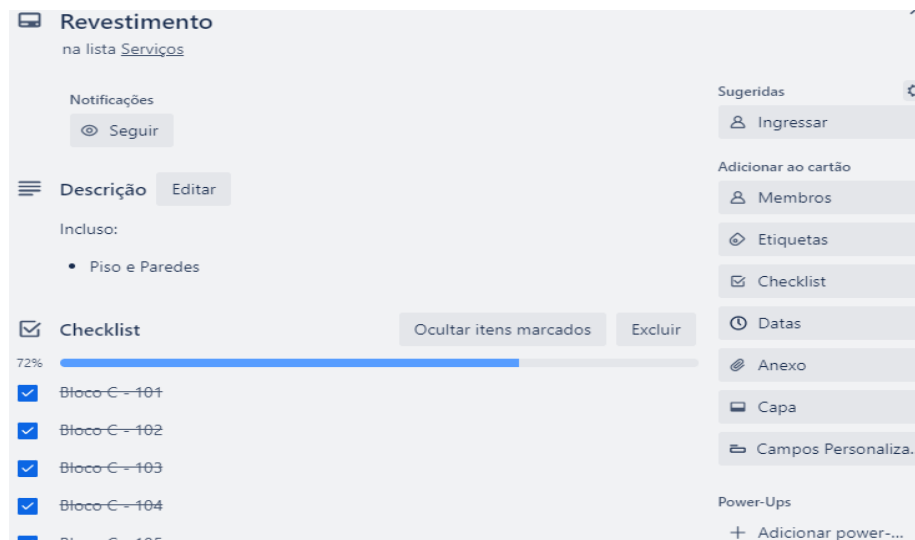 Revestimento
na lista Serviços
Notificações
Seguir
Descrição Editar
Incluso:
• Piso e Paredes
Checklist Ocultar itens marcados Excluir
72%
Bloco C - 101
Bloco C - 102
Bloco C - 103
Bloco C - 104
Sugeridas
Ingressar
Adicionar ao cartão
Membros
Etiquetas
Checklist
Datas
Anexo
Capa
Campos Personaliza...
Power-Ups
+ Adicionar power-...